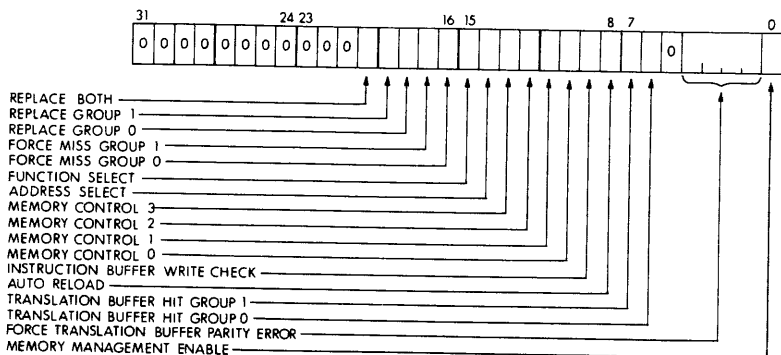 31 24 23 16 15 8 7 0
0 0 0 0 0 0 0 0 0 0 0 0
REPLACE BOTH
REPLACE GROUP 1
REPLACE GROUP 0
FORCE MISS GROUP 1
FORCE MISS GROUP 0
FUNCTION SELECT
ADDRESS SELECT
MEMORY CONTROL 3
MEMORY CONTROL 2
MEMORY CONTROL 1
MEMORY CONTROL 0
INSTRUCTION BUFFER WRITE CHECK
AUTO RELOAD
TRANSLATION BUFFER HIT GROUP 1
TRANSLATION BUFFER HIT GROUP 0
FORCE TRANSLATION BUFFER PARITY ERROR
MEMORY MANAGEMENT ENABLE